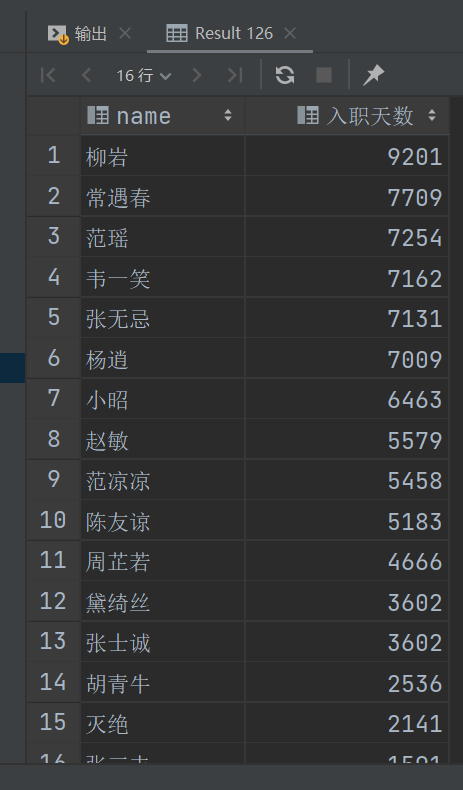 输出
Result 126
16 行
name 入职天数
1 柳岩 9201
2 常遇春 7709
3 范瑶 7254
4 韦一笑 7162
5 张无忌 7131
6 杨逍 7009
7 小昭 6463
8 赵敏 5579
9 范凉凉 5458
10 陈友谅 5183
11 周芷若 4666
12 黛绮丝 3602
13 张士诚 3602
14 胡青牛 2536
15 灭绝 2141
16